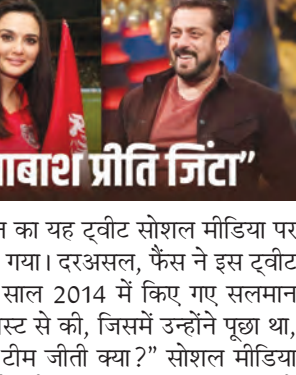 ाबाश प्रीति जिंटा”
न का यह ट्वीट सोशल मीडिया पर
गया। दरअसल, फैंस ने इस ट्वीट
साल 2014 में किए गए सलमान
स्ट से की, जिसमें उन्होंने पूछा था,
टीम जीती क्या?” सोशल मीडिया